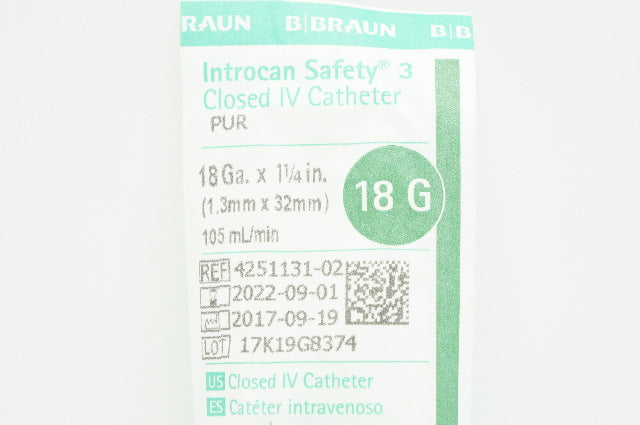 BRAUN B|BRAUN B|B
Introcan Safety® 3
Closed IV Catheter
PUR
18 Ga. x 1¼ in.
(1.3mm x 32mm)
105 mL/min
18 G
REF 4251131-02
2022-09-01
2017-09-19
LOT 17K19G8374
US Closed IV Catheter
ES Catéter intravenoso